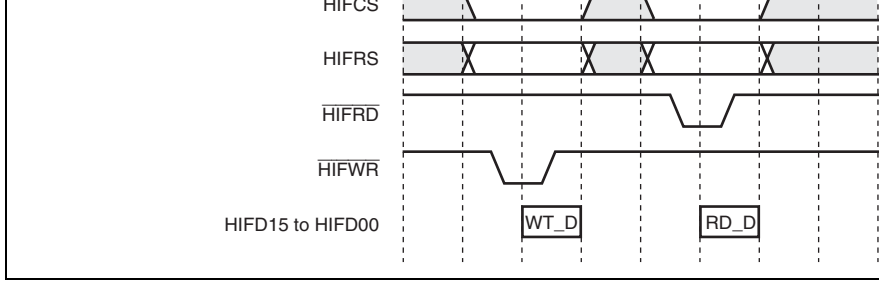 HIFCS
HIFRS
HIFRD
HIFWR
HIFD15 to HIFD00
WT_D
RD_D